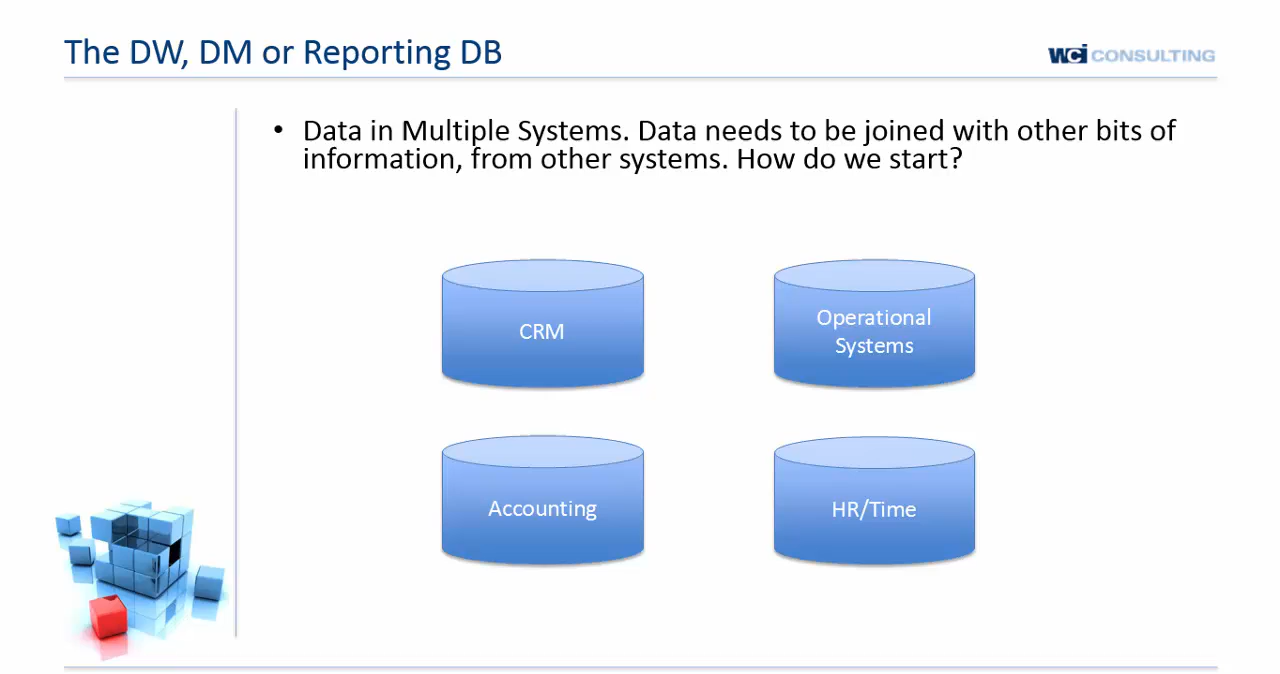 The DW, DM or Reporting DB
WCI CONSULTING
• Data in Multiple Systems. Data needs to be joined with other bits of
information, from other systems. How do we start?
CRM
Operational
Systems
Accounting
HR/Time